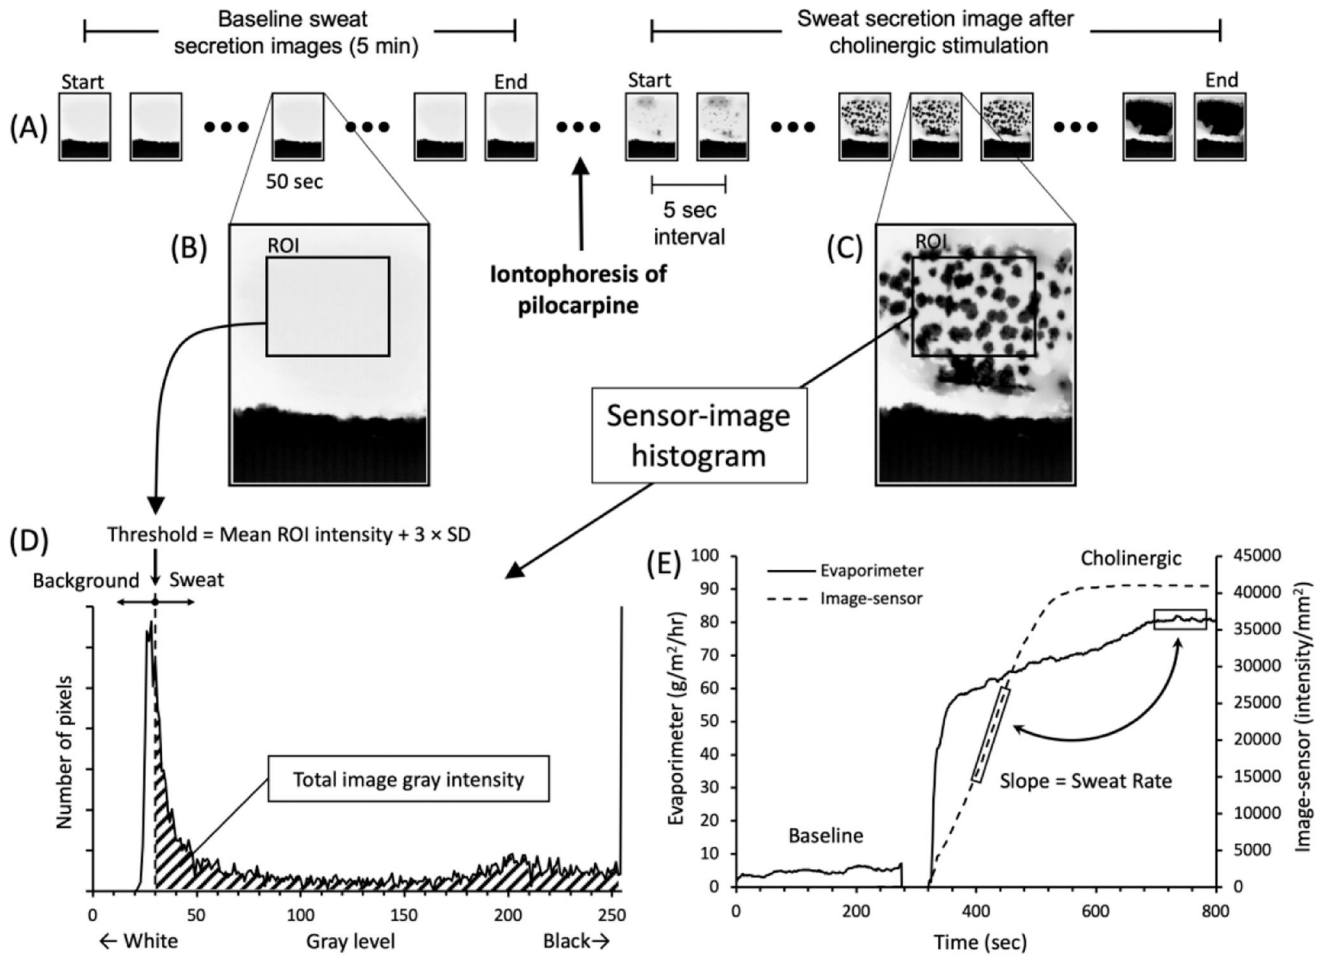 Baseline sweat
secretion images (5 min)
Sweat secretion image after
cholinergic stimulation
Start
End
Start
End
(A)
50 sec
5 sec
interval
Iontophoresis of
pilocarpine
(B)
ROI
(C)
ROI
Sensor-image
histogram
(D)
Threshold = Mean ROI intensity + 3 × SD
Background
Sweat
Number of pixels
Total image gray intensity
0
50
100
150
200
250
← White
Gray level
Black→
(E)
Evaporimeter (g/m²/hr)
100
90
80
70
60
50
40
30
20
10
0
Evaporimeter
Image-sensor
Cholinergic
Baseline
Slope = Sweat Rate
45000
40000
35000
30000
25000
20000
15000
10000
5000
0
Image-sensor (intensity/mm²)
0
200
400
600
800
Time (sec)